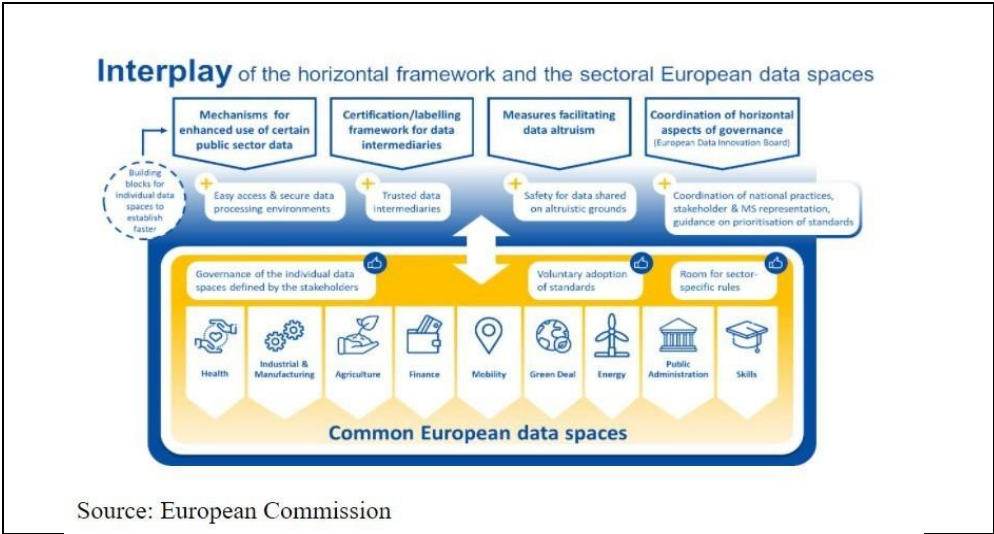 Interplay of the horizontal framework and the sectoral European data spaces
Mechanisms for
enhanced use of certain
public sector data
Certification/labelling
framework for data
intermediaries
Measures facilitating
data altruism
Coordination of horizontal
aspects of governance
(European Data Innovation Board)
Building
blocks for
individual data
spaces to
establish
faster
Easy access & secure data
processing environments
Trusted data
intermediaries
Safety for data shared
on altruistic grounds
Coordination of national practices,
stakeholder & MS representation,
guidance on prioritisation of standards
Governance of the individual data
spaces defined by the stakeholders
Voluntary adoption
of standards
Room for sector-
specific rules
Health
Industrial &
Manufacturing
Agriculture
Finance
Mobility
Green Deal
Energy
Public
Administration
Skills
Common European data spaces
Source: European Commission